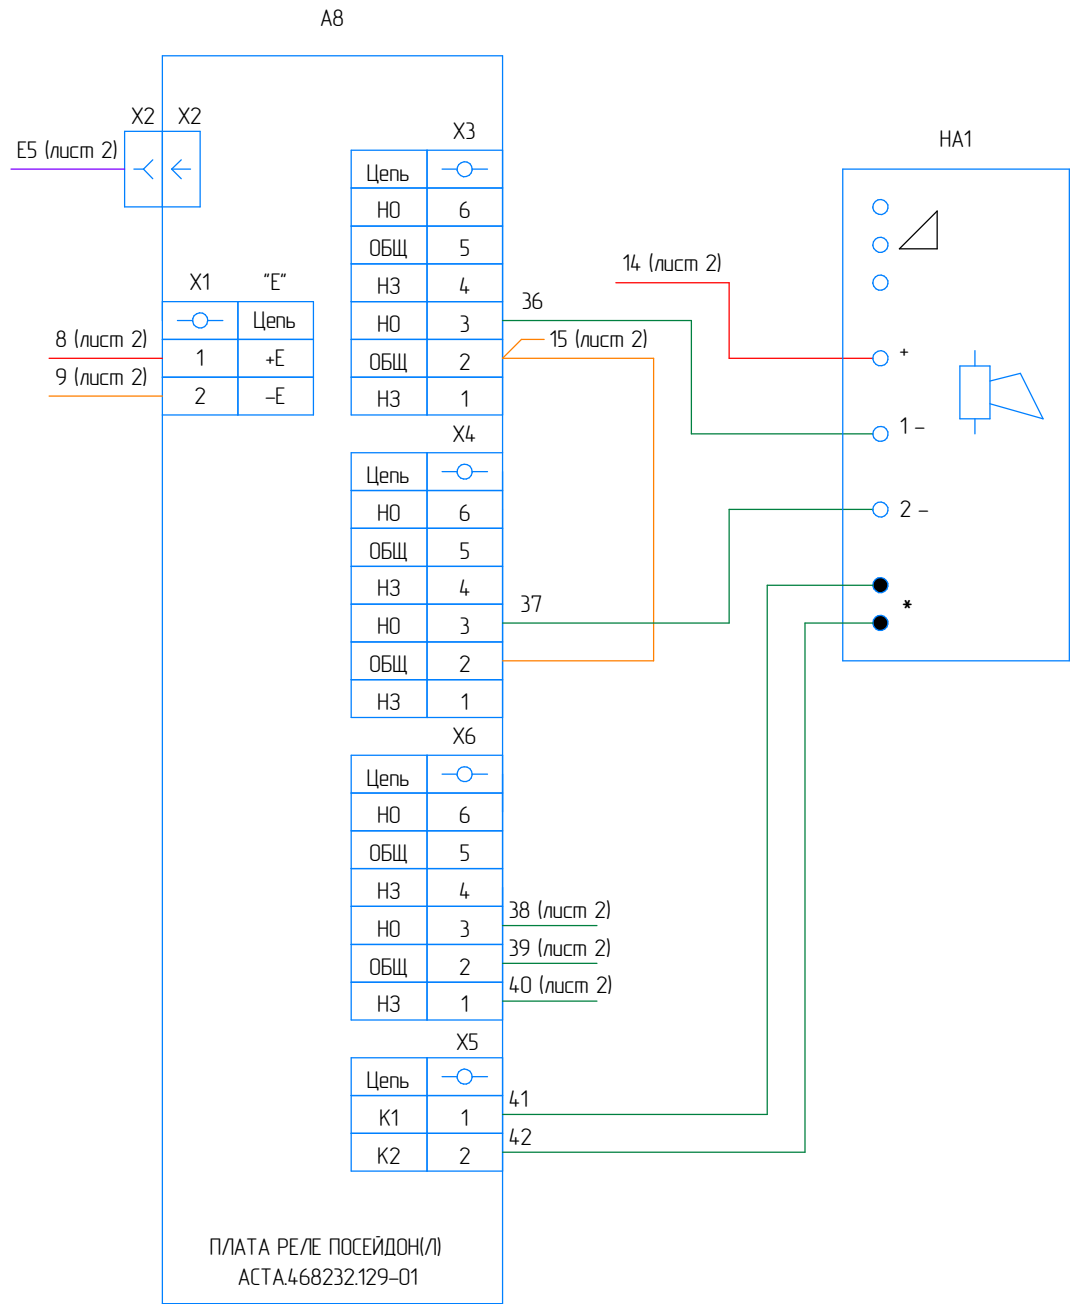 А8
Х2 Х2
Е5 (лист 2)
Х3
Цепь
НО 6
ОБЩ 5
НЗ 4
НО 3
ОБЩ 2
НЗ 1
Х1 "Е"
Цепь
1 +Е
2 –Е
8 (лист 2)
9 (лист 2)
36
14 (лист 2)
15 (лист 2)
НА1
+
1 –
2 –
*
Х4
Цепь
НО 6
ОБЩ 5
НЗ 4
НО 3
ОБЩ 2
НЗ 1
37
Х6
Цепь
НО 6
ОБЩ 5
НЗ 4
НО 3
ОБЩ 2
НЗ 1
38 (лист 2)
39 (лист 2)
40 (лист 2)
Х5
Цепь
К1 1
К2 2
41
42
ПЛАТА РЕЛЕ ПОСЕЙДОН(Л)
АСТА.468232.129–01